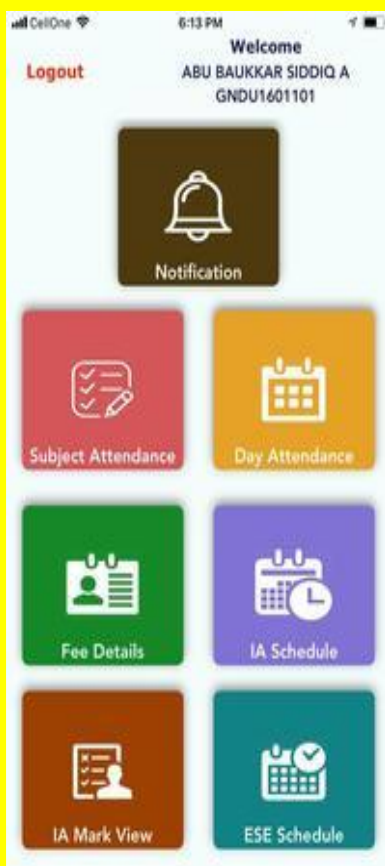 CellOne 6:13 PM
Welcome
Logout ABU BAUKKAR SIDDIQ A
GNDU1601101
Notification
Subject Attendance Day Attendance
Fee Details IA Schedule
IA Mark View ESE Schedule